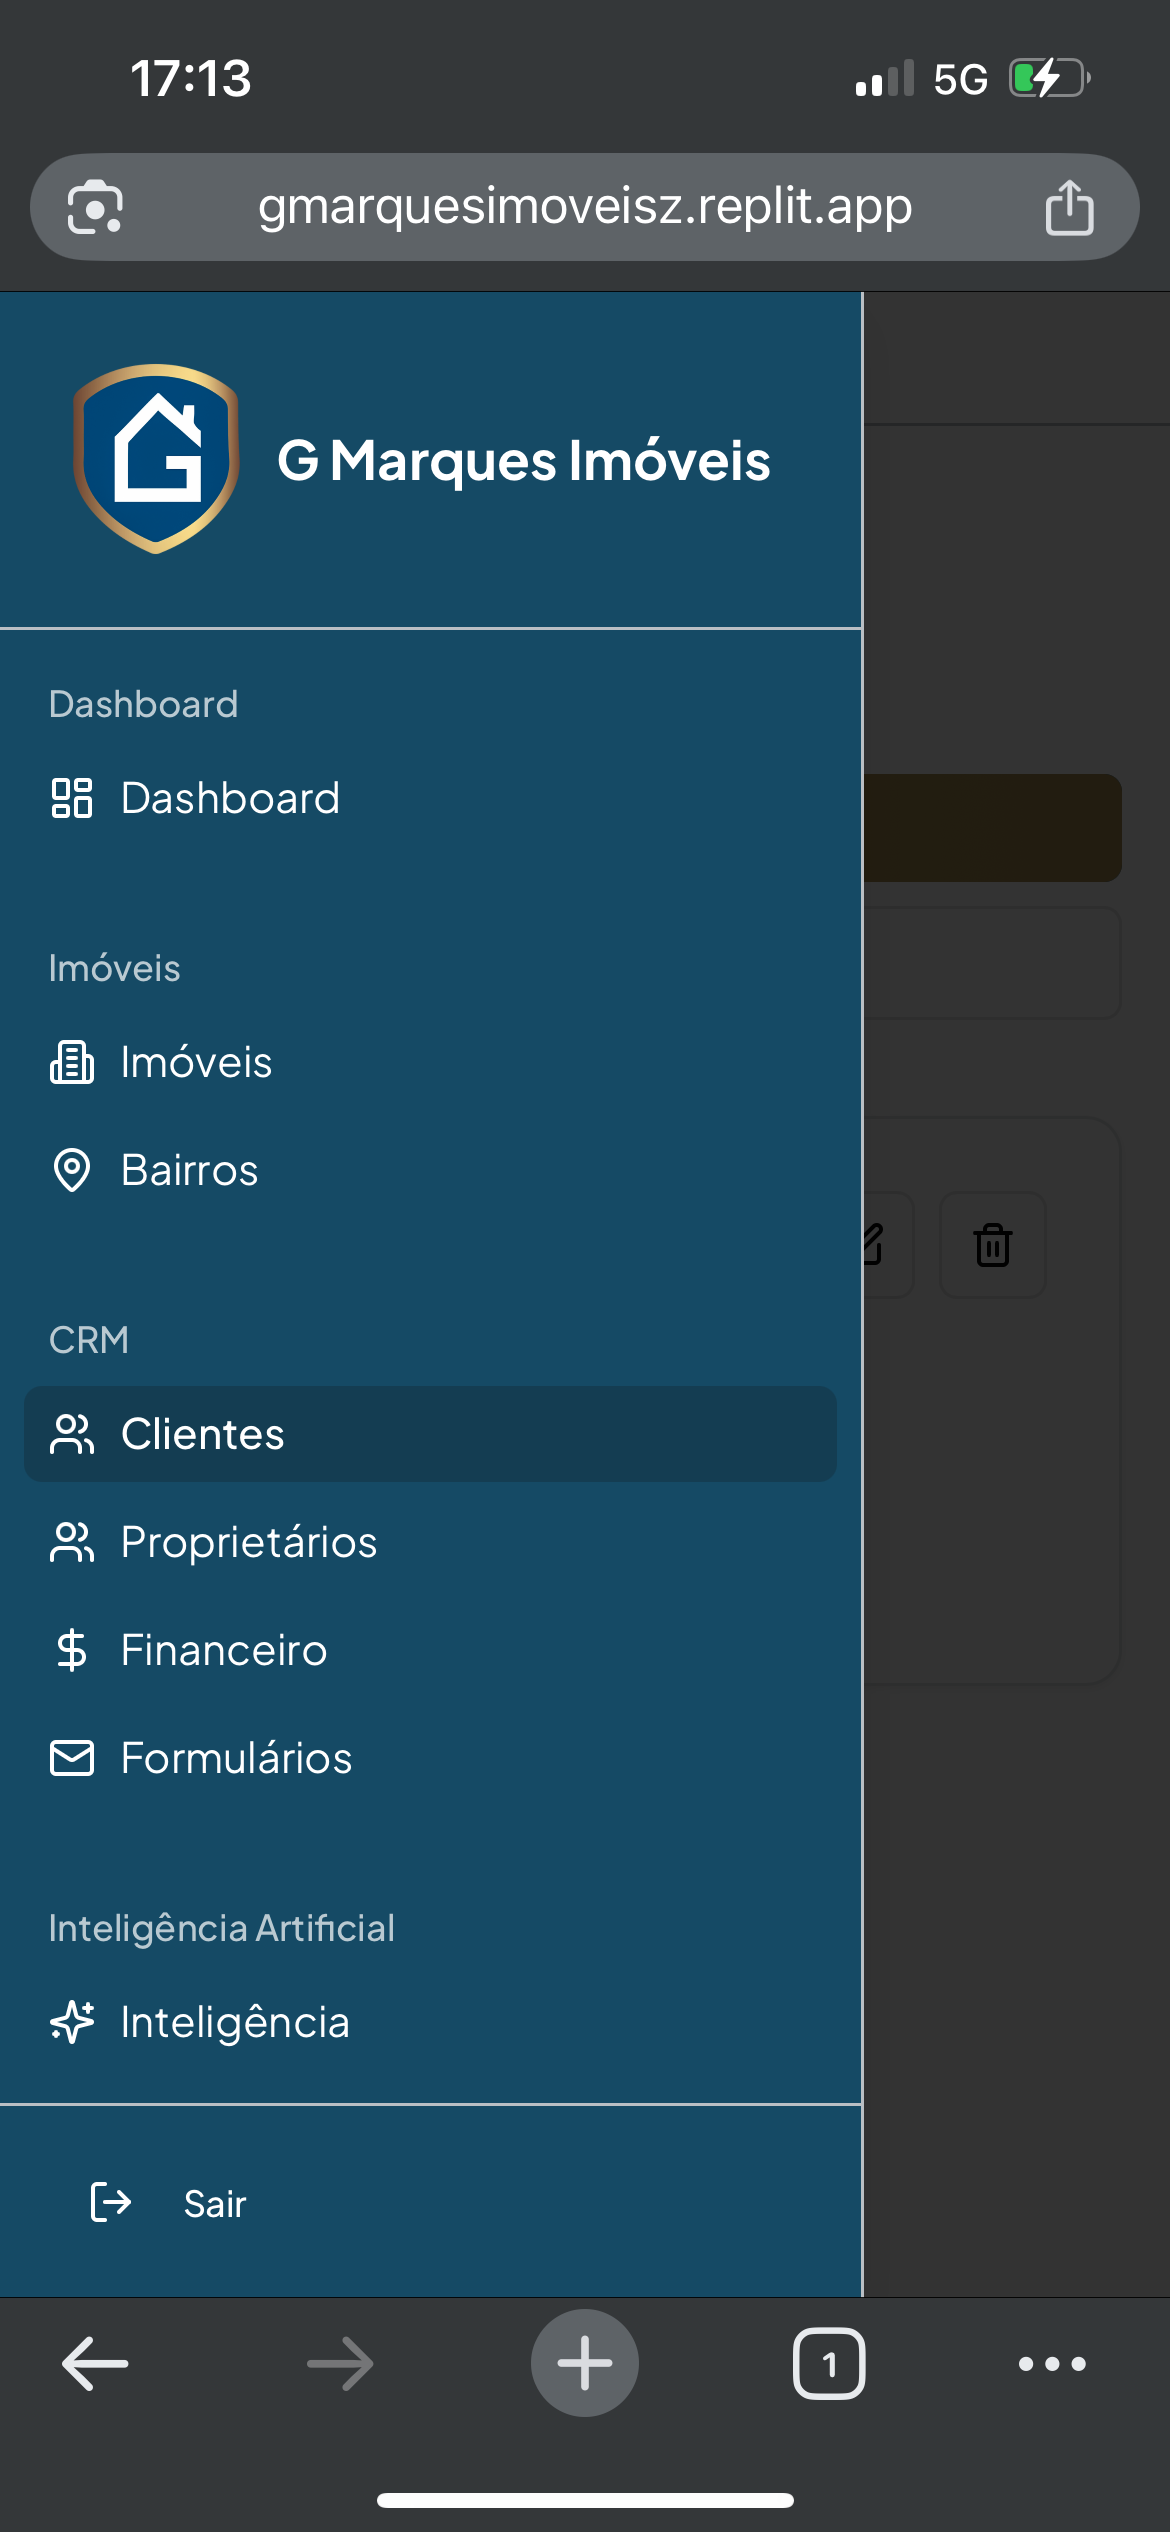 17:13
5G
gmarquesimoveisz.replit.app
G Marques Imóveis
Dashboard
Dashboard
Imóveis
Imóveis
Bairros
CRM
Clientes
Proprietários
Financeiro
Formulários
Inteligência Artificial
Inteligência
Sair
1